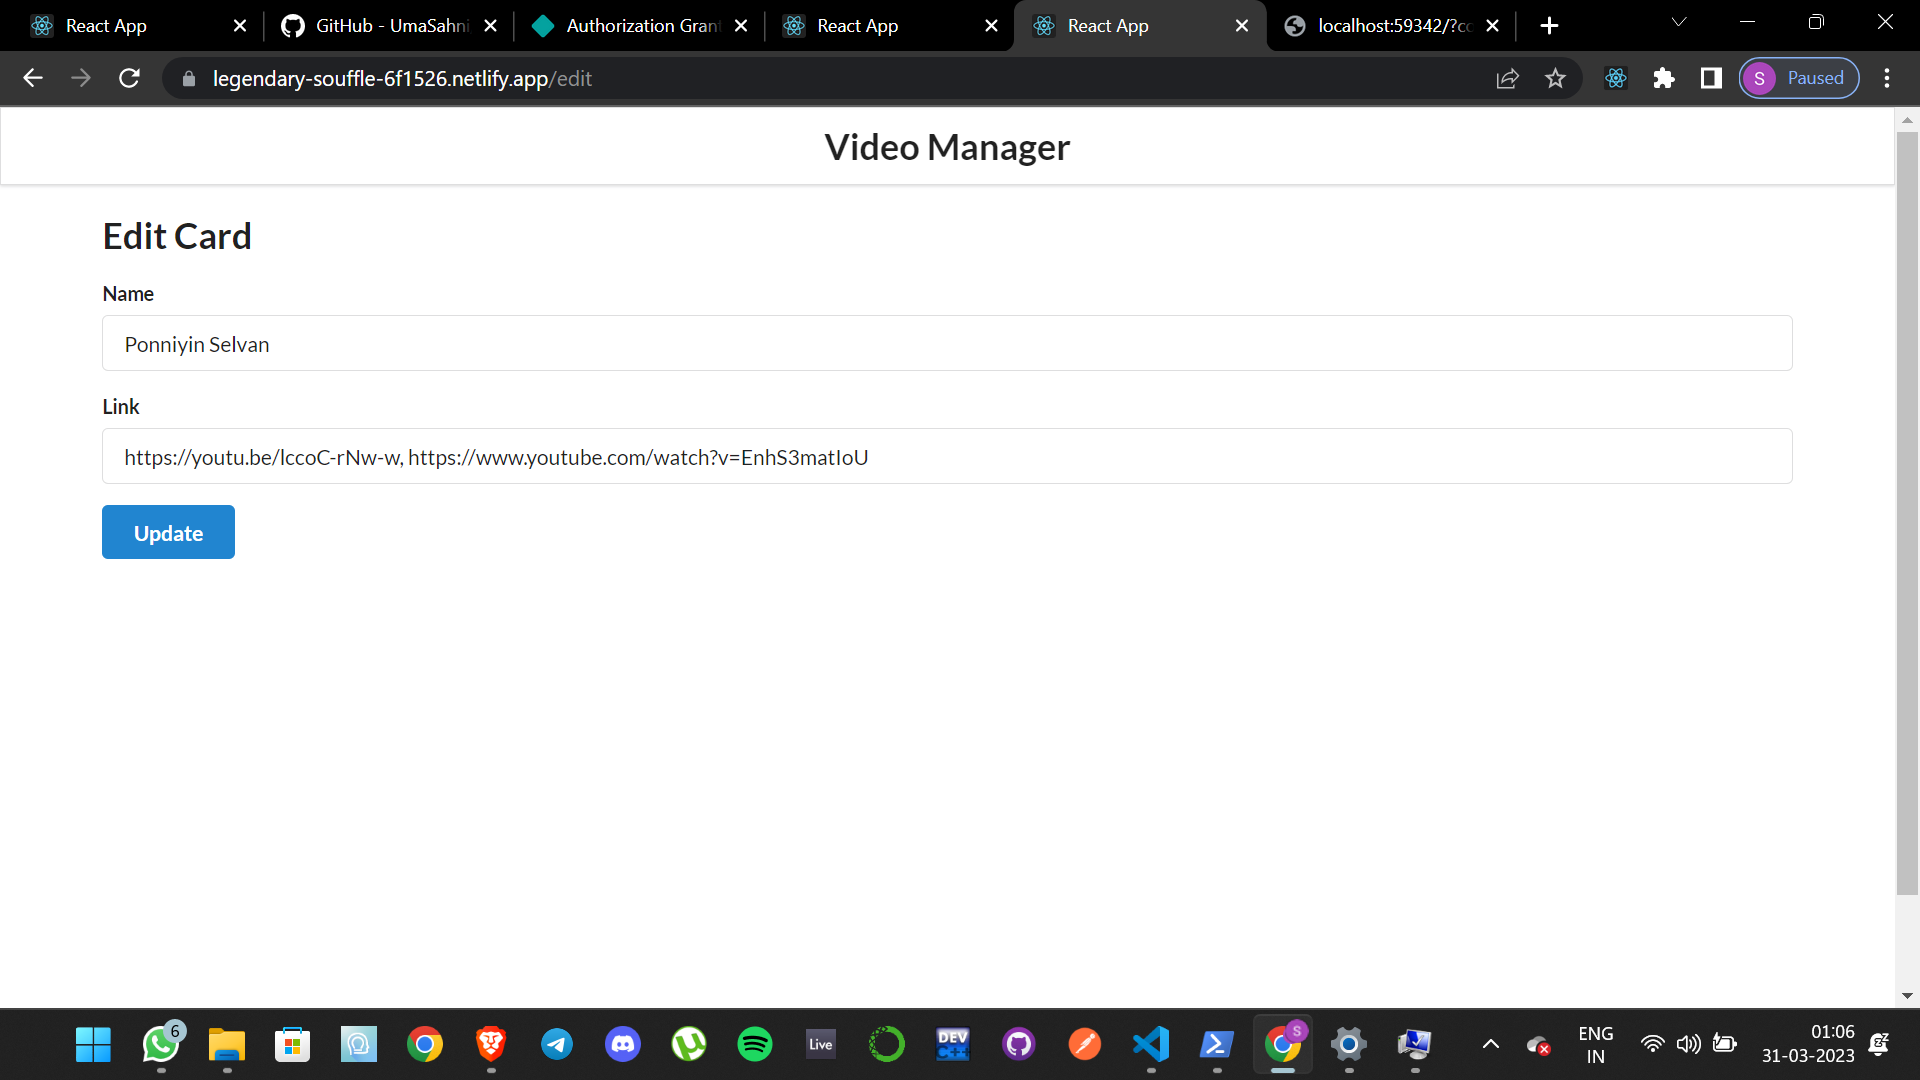 React App
GitHub - UmaSahni
Authorization Grant
React App
React App
localhost:59342/?co
legendary-souffle-6f1526.netlify.app/edit
S
Paused
Video Manager
Edit Card
Name
Ponniyin Selvan
Link
https://youtu.be/lccoC-rNw-w, https://www.youtube.com/watch?v=EnhS3matIoU
Update
6
Live
DEV
C++
S
ENG
IN
01:06
31-03-2023